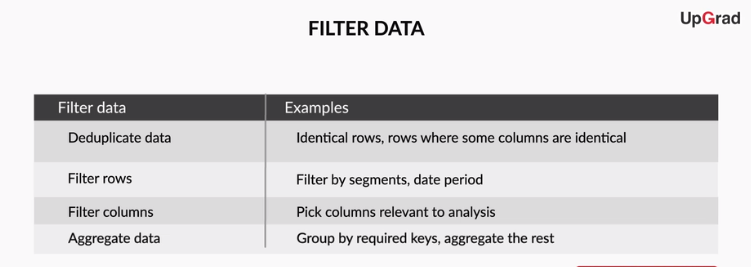 UpGrad
FILTER DATA
Filter data Examples
Deduplicate data Identical rows, rows where some columns are identical
Filter rows Filter by segments, date period
Filter columns Pick columns relevant to analysis
Aggregate data Group by required keys, aggregate the rest